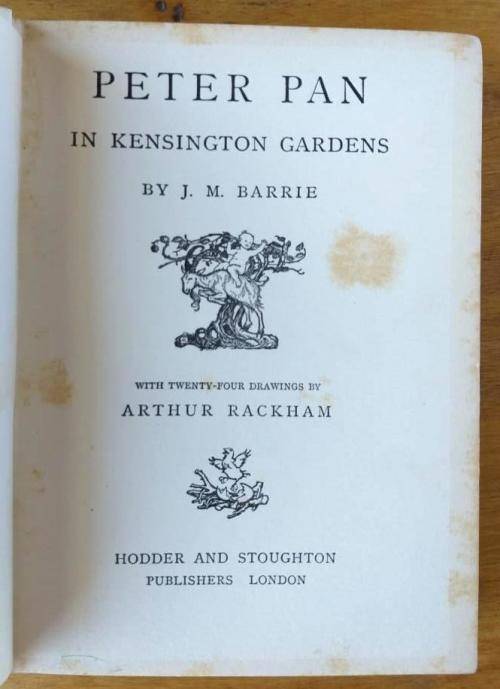 PETER PAN
IN KENSINGTON GARDENS
BY J. M. BARRIE
WITH TWENTY-FOUR DRAWINGS BY
ARTHUR RACKHAM
HODDER AND STOUGHTON
PUBLISHERS LONDON